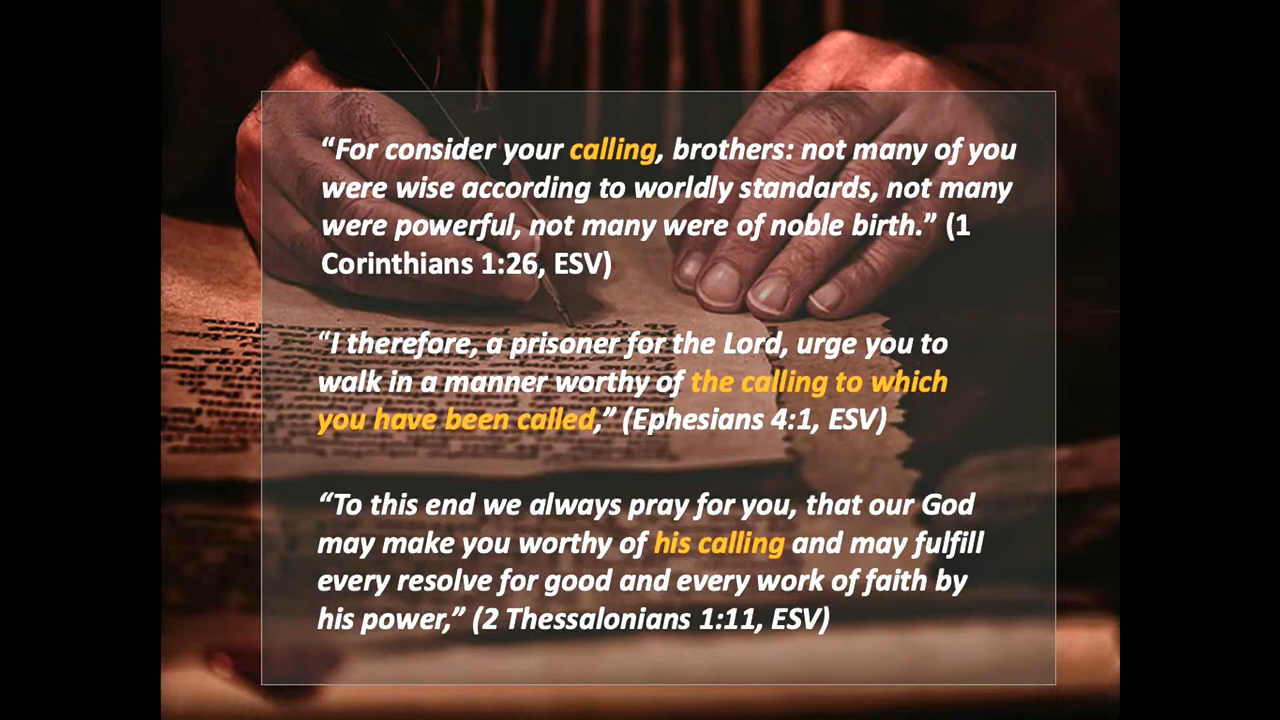 “For consider your calling, brothers: not many of you
were wise according to worldly standards, not many
were powerful, not many were of noble birth.” (1
Corinthians 1:26, ESV)
“I therefore, a prisoner for the Lord, urge you to
walk in a manner worthy of the calling to which
you have been called,” (Ephesians 4:1, ESV)
“To this end we always pray for you, that our God
may make you worthy of his calling and may fulfill
every resolve for good and every work of faith by
his power,” (2 Thessalonians 1:11, ESV)